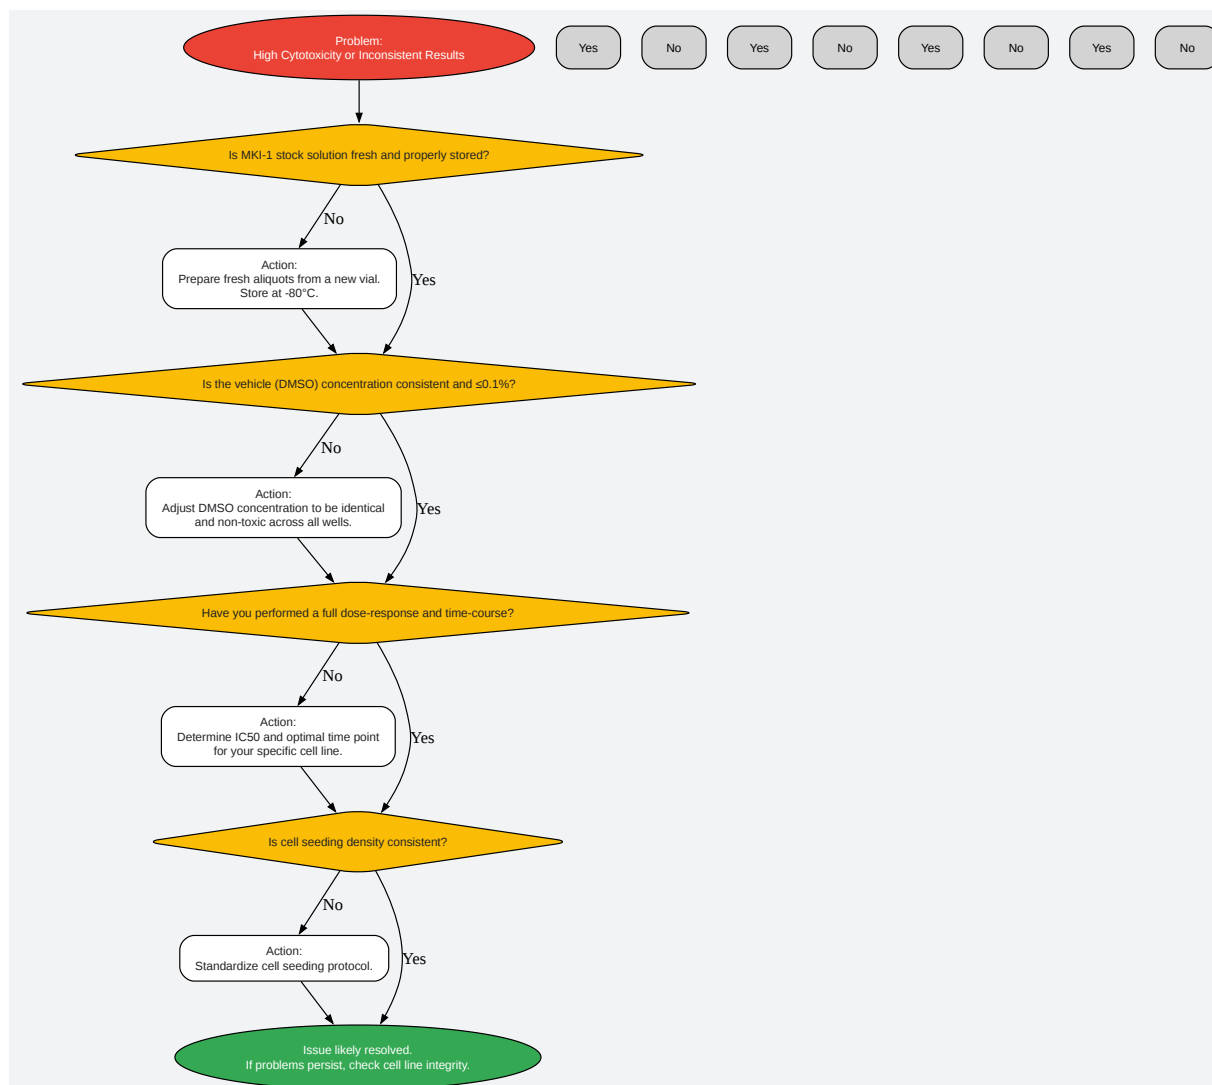 Problem:
High Cytotoxicity or Inconsistent Results
Yes
No
Yes
No
Yes
No
Yes
No
Is MKI-1 stock solution fresh and properly stored?
No
Action:
Prepare fresh aliquots from a new vial.
Store at -80°C.
Yes
Is the vehicle (DMSO) concentration consistent and ≤0.1%?
No
Action:
Adjust DMSO concentration to be identical
and non-toxic across all wells.
Yes
Have you performed a full dose-response and time-course?
No
Action:
Determine IC50 and optimal time point
for your specific cell line.
Yes
Is cell seeding density consistent?
No
Action:
Standardize cell seeding protocol.
Yes
Issue likely resolved.
If problems persist, check cell line integrity.